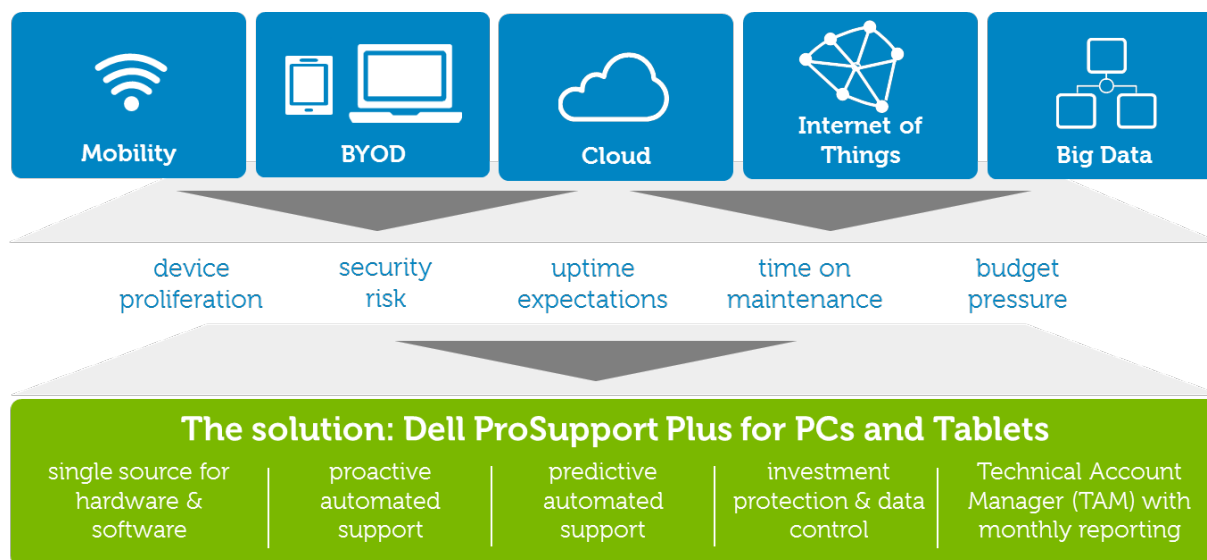 Mobility
BYOD
Cloud
Internet of
Things
Big Data
device
proliferation
security
risk
uptime
expectations
time on
maintenance
budget
pressure
The solution: Dell ProSupport Plus for PCs and Tablets
single source for
hardware &
software
proactive
automated
support
predictive
automated
support
investment
protection & data
control
Technical Account
Manager (TAM) with
monthly reporting